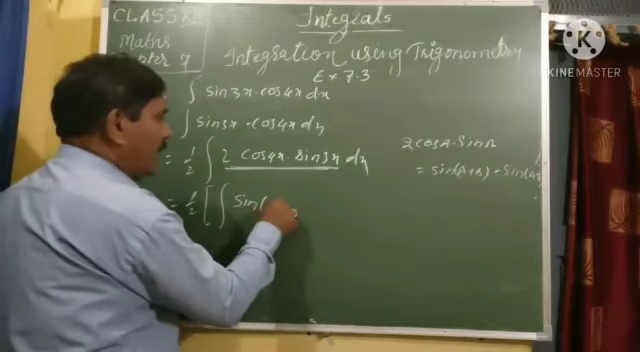 CLASS XII
Integrals
Maths
Integration using Trigonometry
Ex 7.3
∫ sin3x·cos4x dx
∫ sin3x·cos4x dx
= 1/2 ∫ 2 cos4x·sin3x dx
2cosA·sinB
= sin(A+B) - sin(A-
= 1/2 [ ∫ sin(
KINEMASTER